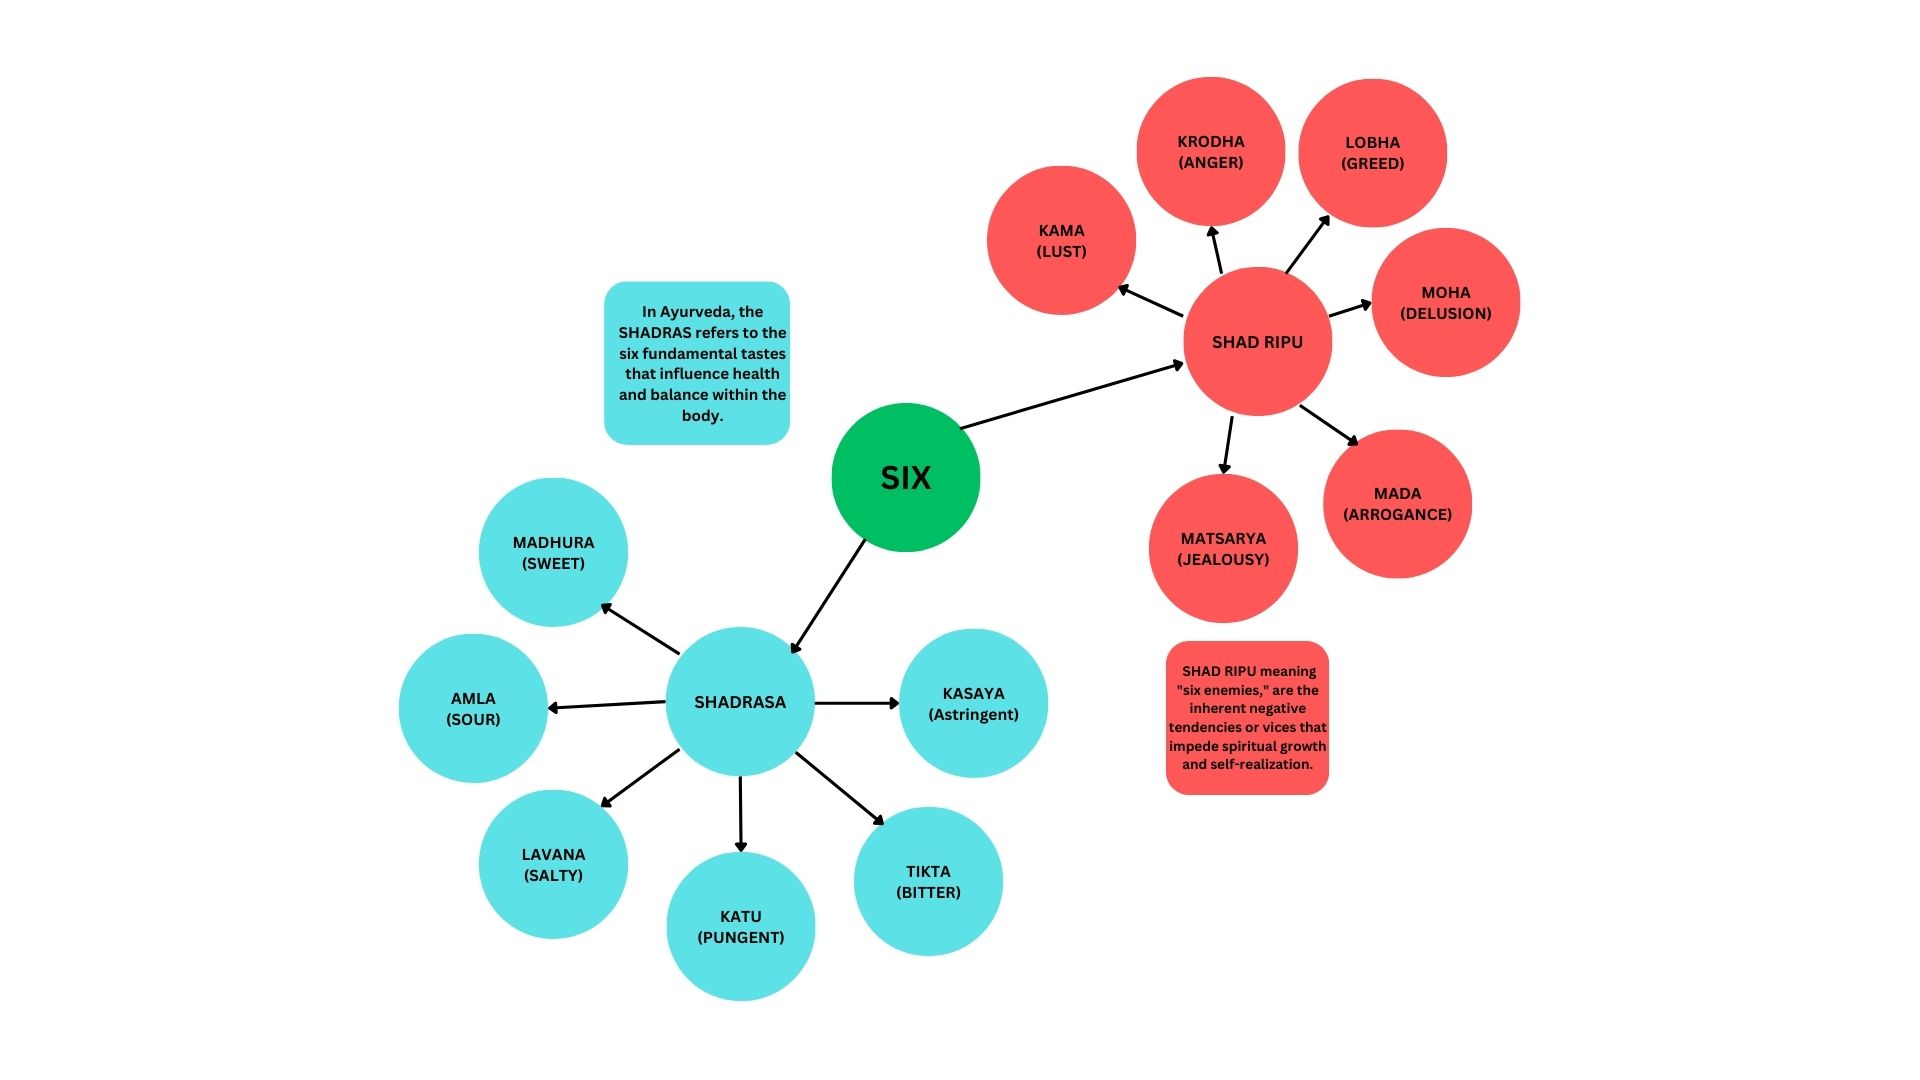 KRODHA
(ANGER)
LOBHA
(GREED)
KAMA
(LUST)
MOHA
(DELUSION)
SHAD RIPU
In Ayurveda, the
SHADRAS refers to the
six fundamental tastes
that influence health
and balance within the
body.
SIX
MADA
(ARROGANCE)
MATSARYA
(JEALOUSY)
MADHURA
(SWEET)
AMLA
(SOUR)
SHADRASA
KASAYA
(Astringent)
SHAD RIPU meaning
"six enemies," are the
inherent negative
tendencies or vices that
impede spiritual growth
and self-realization.
LAVANA
(SALTY)
KATU
(PUNGENT)
TIKTA
(BITTER)